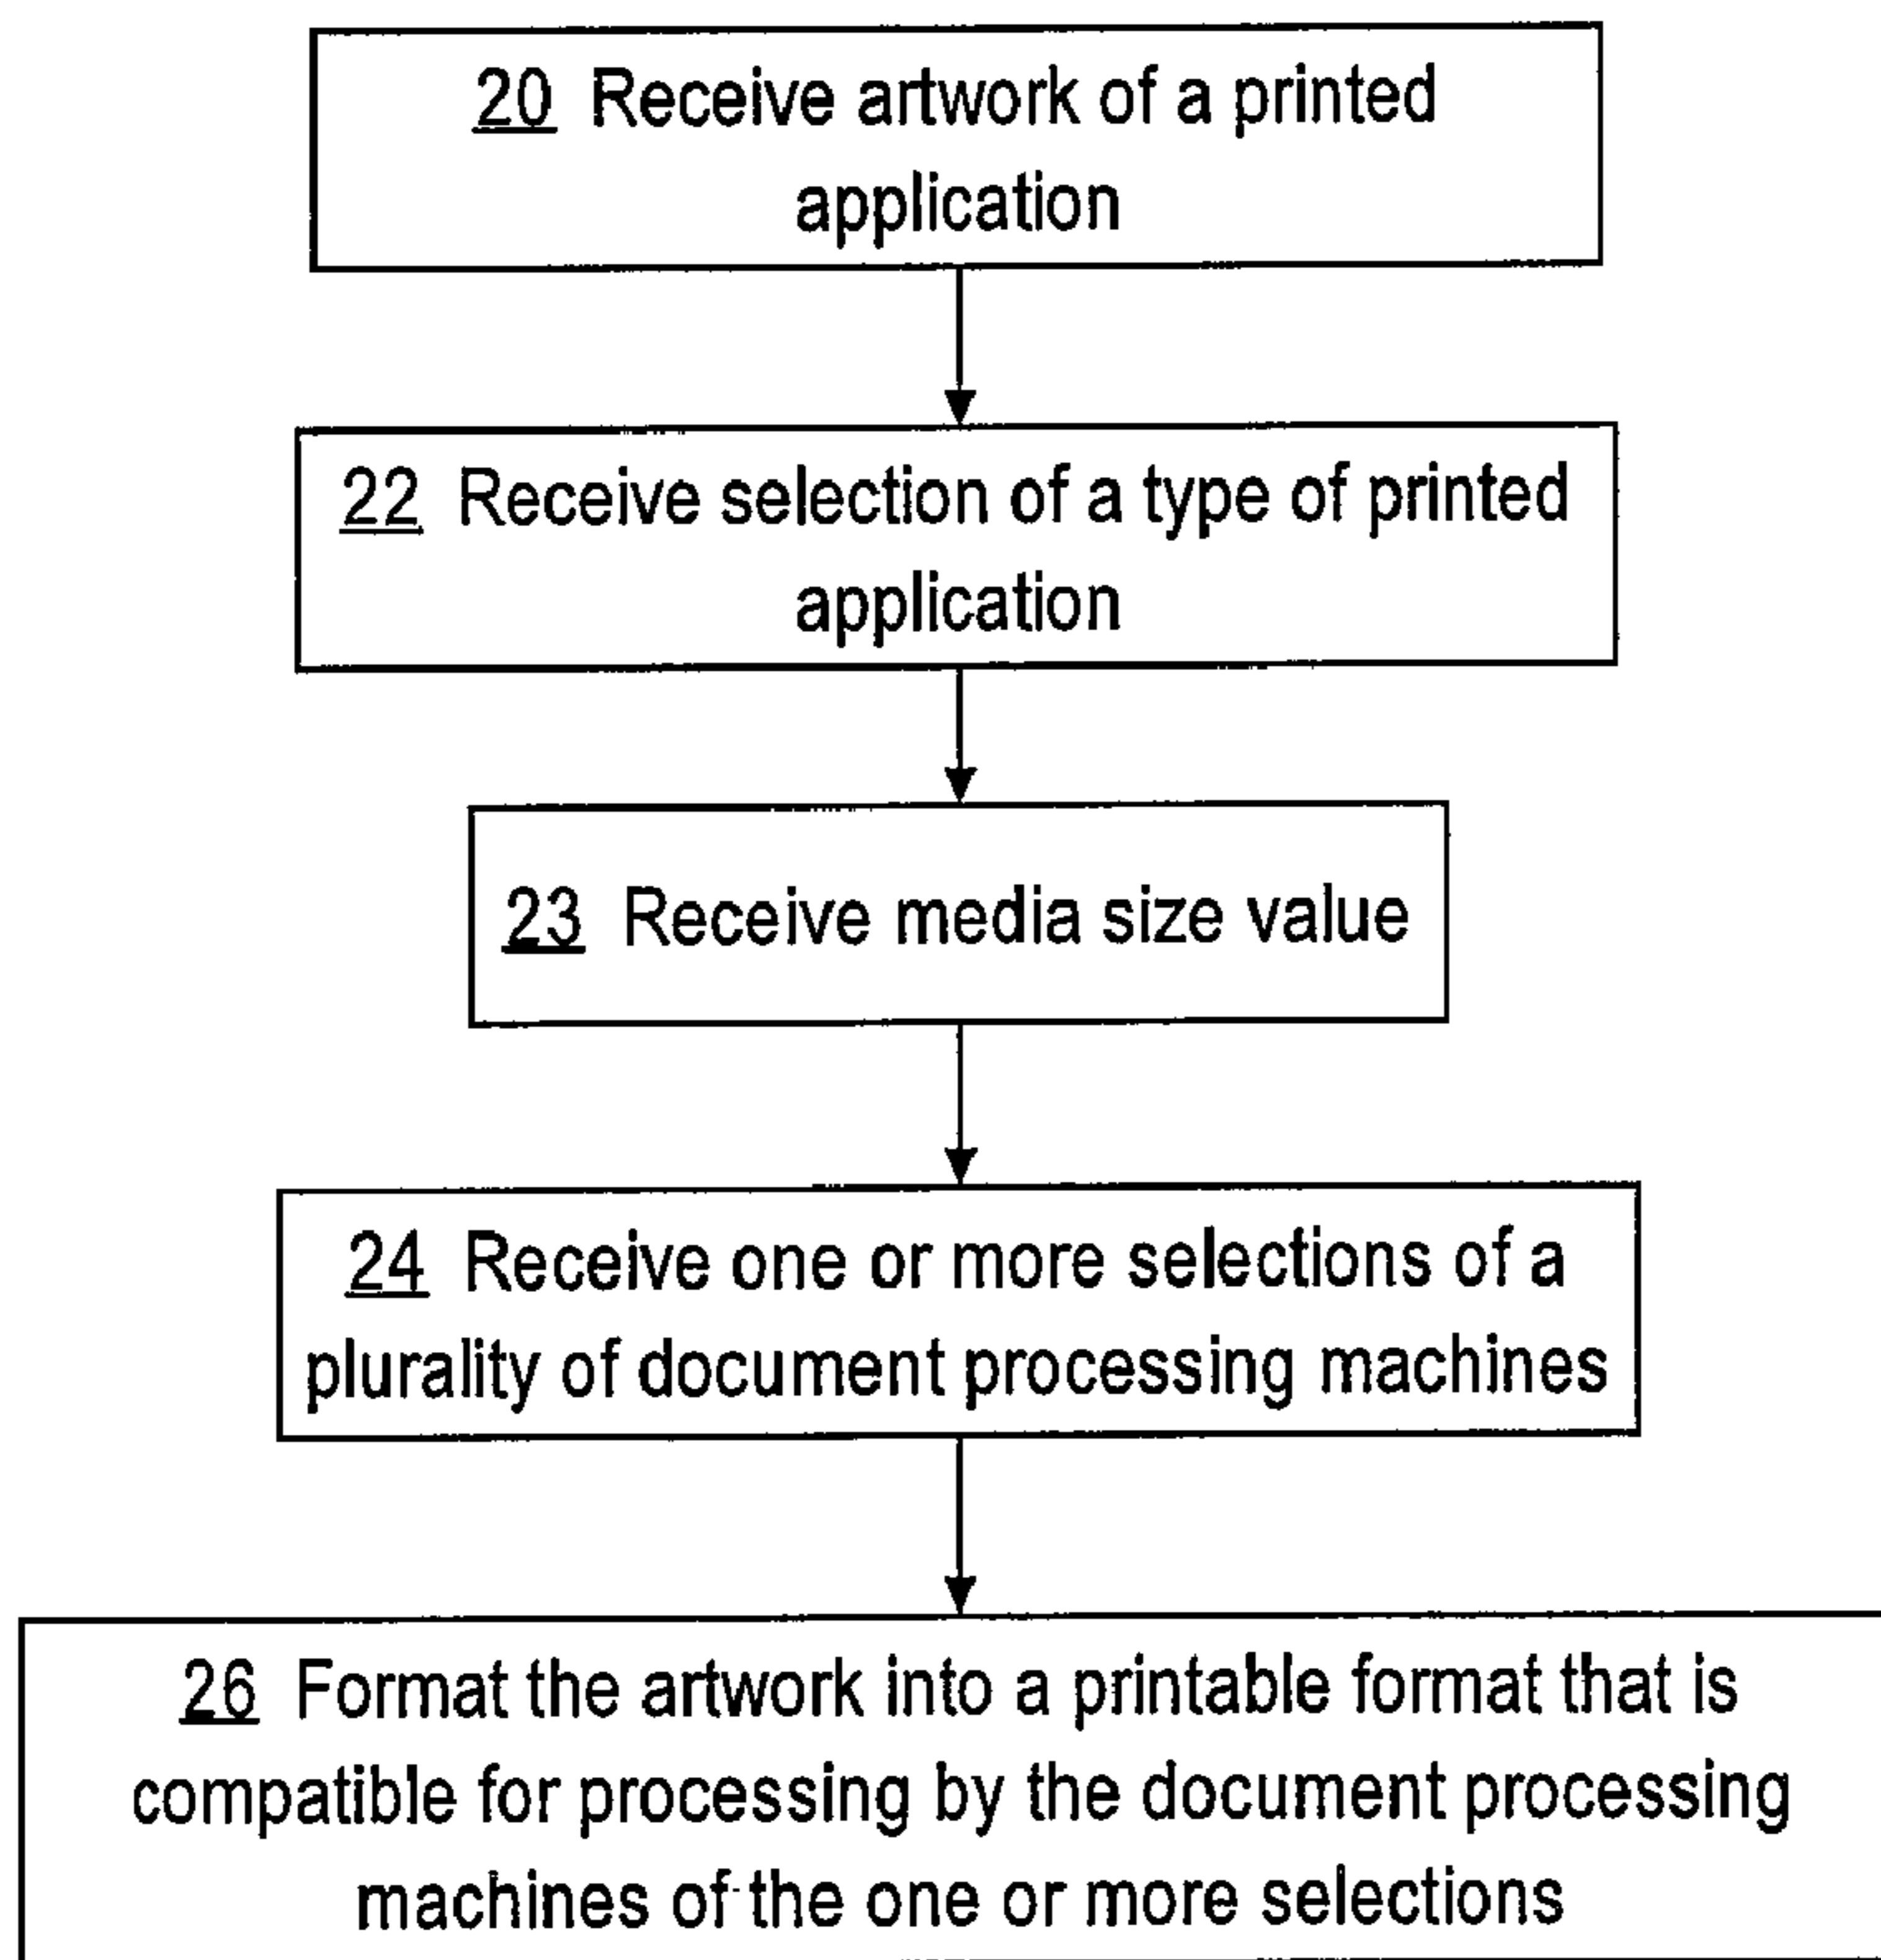 20 Receive artwork of a printed
application
22 Receive selection of a type of printed
application
23 Receive media size value
24 Receive one or more selections of a
plurality of document processing machines
26 Format the artwork into a printable format that is
compatible for processing by the document processing
machines of the one or more selections